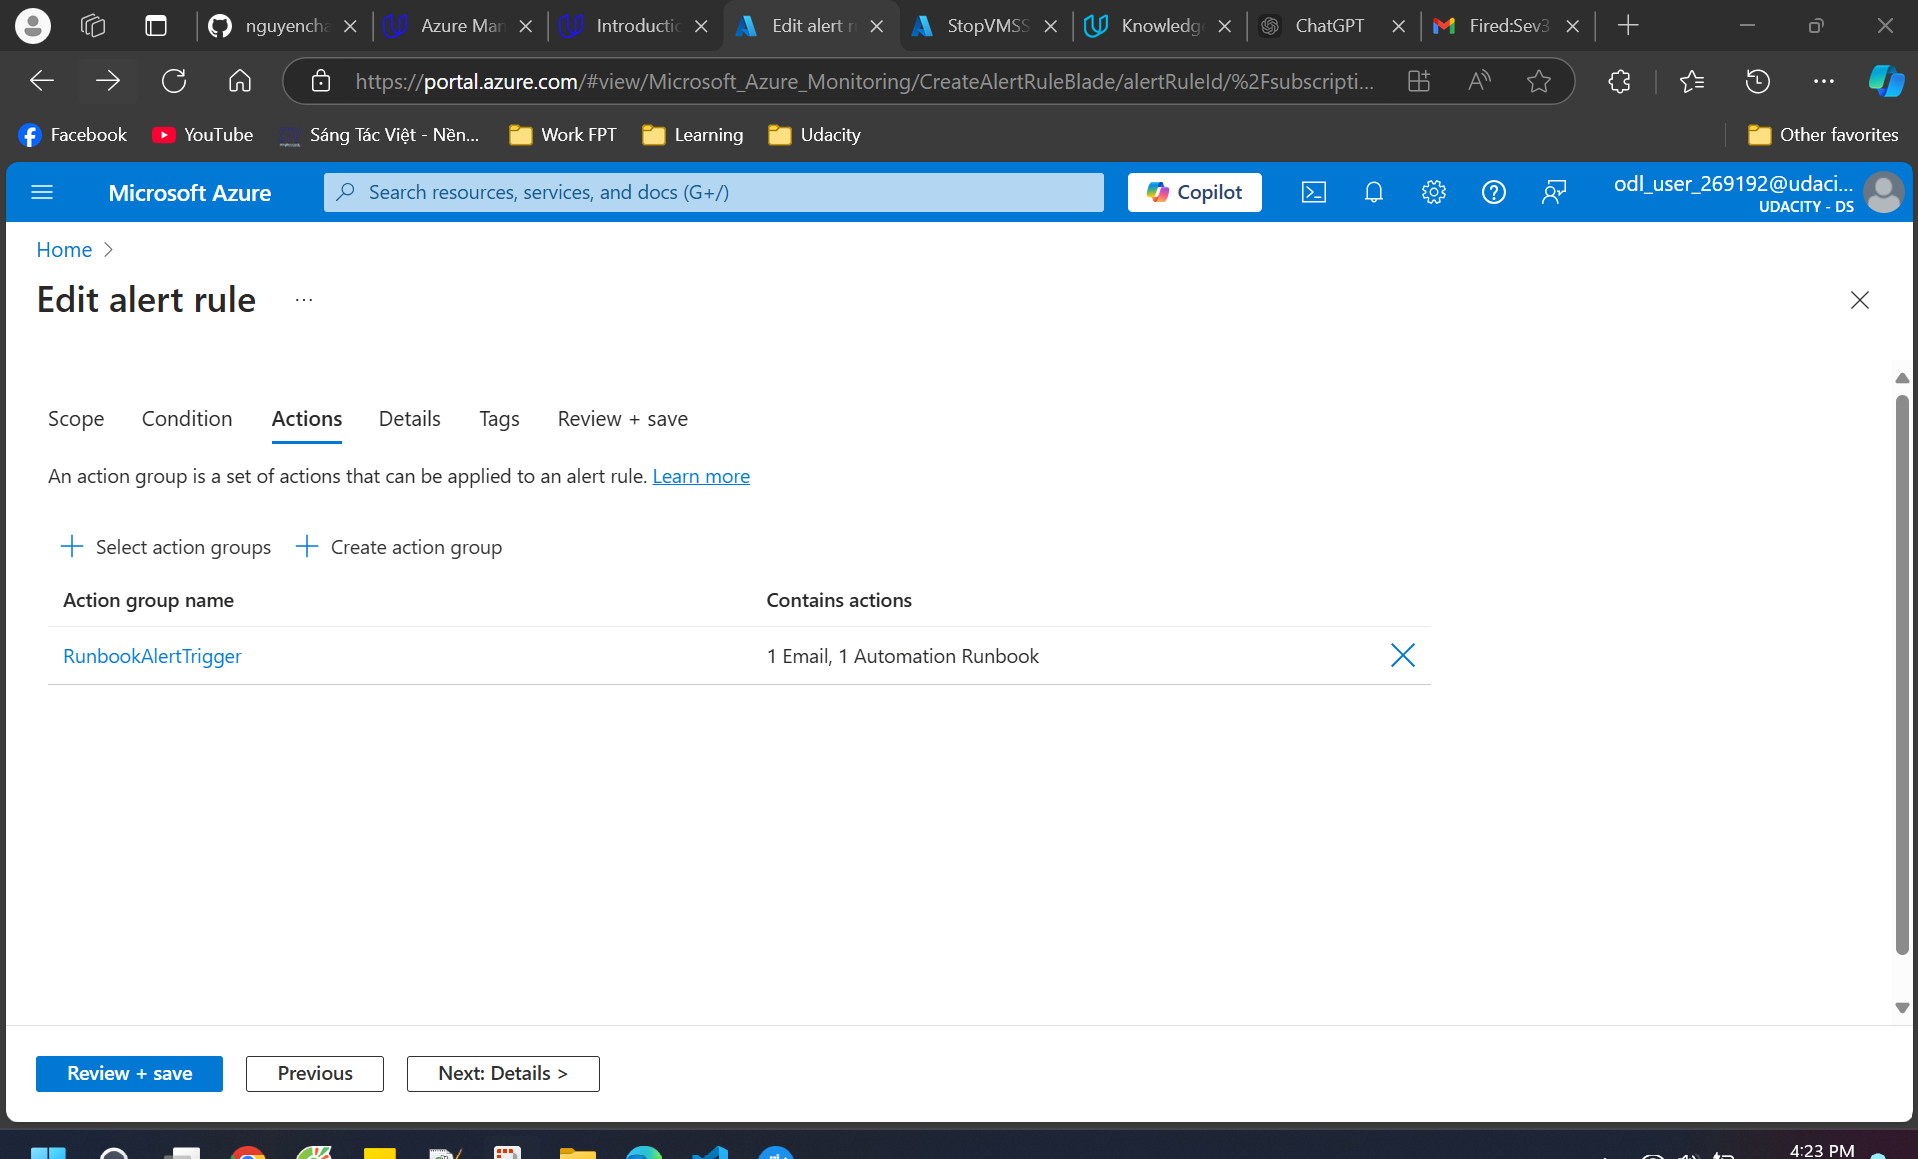 nguyencha
Azure Man
Introductio
Edit alert r
StopVMSS
Knowledg
ChatGPT
Fired:Sev3
https://portal.azure.com/#view/Microsoft_Azure_Monitoring/CreateAlertRuleBlade/alertRuleId/%2Fsubscripti...
Facebook
YouTube
Sáng Tác Việt - Nền...
Work FPT
Learning
Udacity
Other favorites
Microsoft Azure
Search resources, services, and docs (G+/)
Copilot
odl_user_269192@udaci...
UDACITY - DS
Home >
Edit alert rule ...
Scope Condition Actions Details Tags Review + save
An action group is a set of actions that can be applied to an alert rule. Learn more
+ Select action groups + Create action group
Action group name Contains actions
RunbookAlertTrigger 1 Email, 1 Automation Runbook
Review + save Previous Next: Details >
4:23 PM